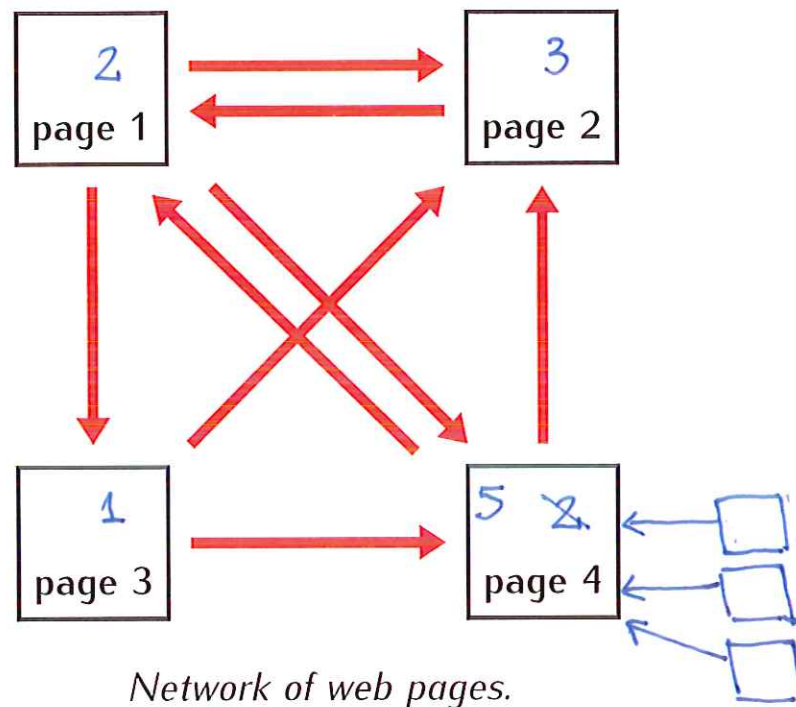 2 3
page 1 page 2
1 5 2
page 3 page 4
Network of web pages.